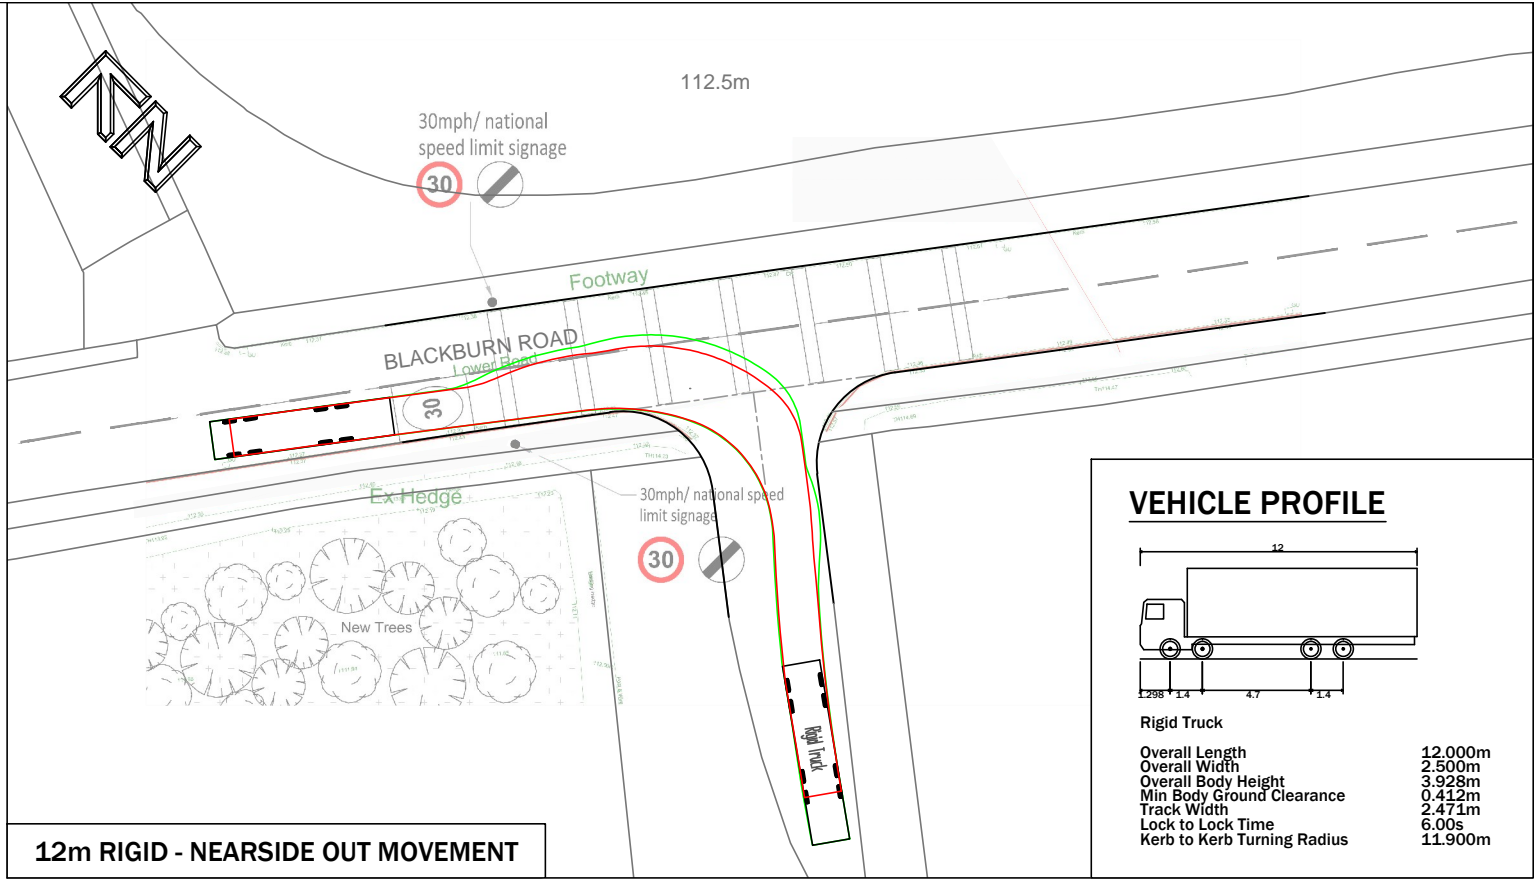 N
112.5m
30mph/ national
speed limit signage
30
Footway
BLACKBURN ROAD
Lower Road
30
Ex Hedge
30mph/ national speed
limit signage
30
New Trees
Rigid Truck
VEHICLE PROFILE
12
1.298 1.4 4.7 1.4
Rigid Truck
Overall Length 12.000m
Overall Width 2.500m
Overall Body Height 3.928m
Min Body Ground Clearance 0.412m
Track Width 2.471m
Lock to Lock Time 6.00s
Kerb to Kerb Turning Radius 11.900m
12m RIGID - NEARSIDE OUT MOVEMENT